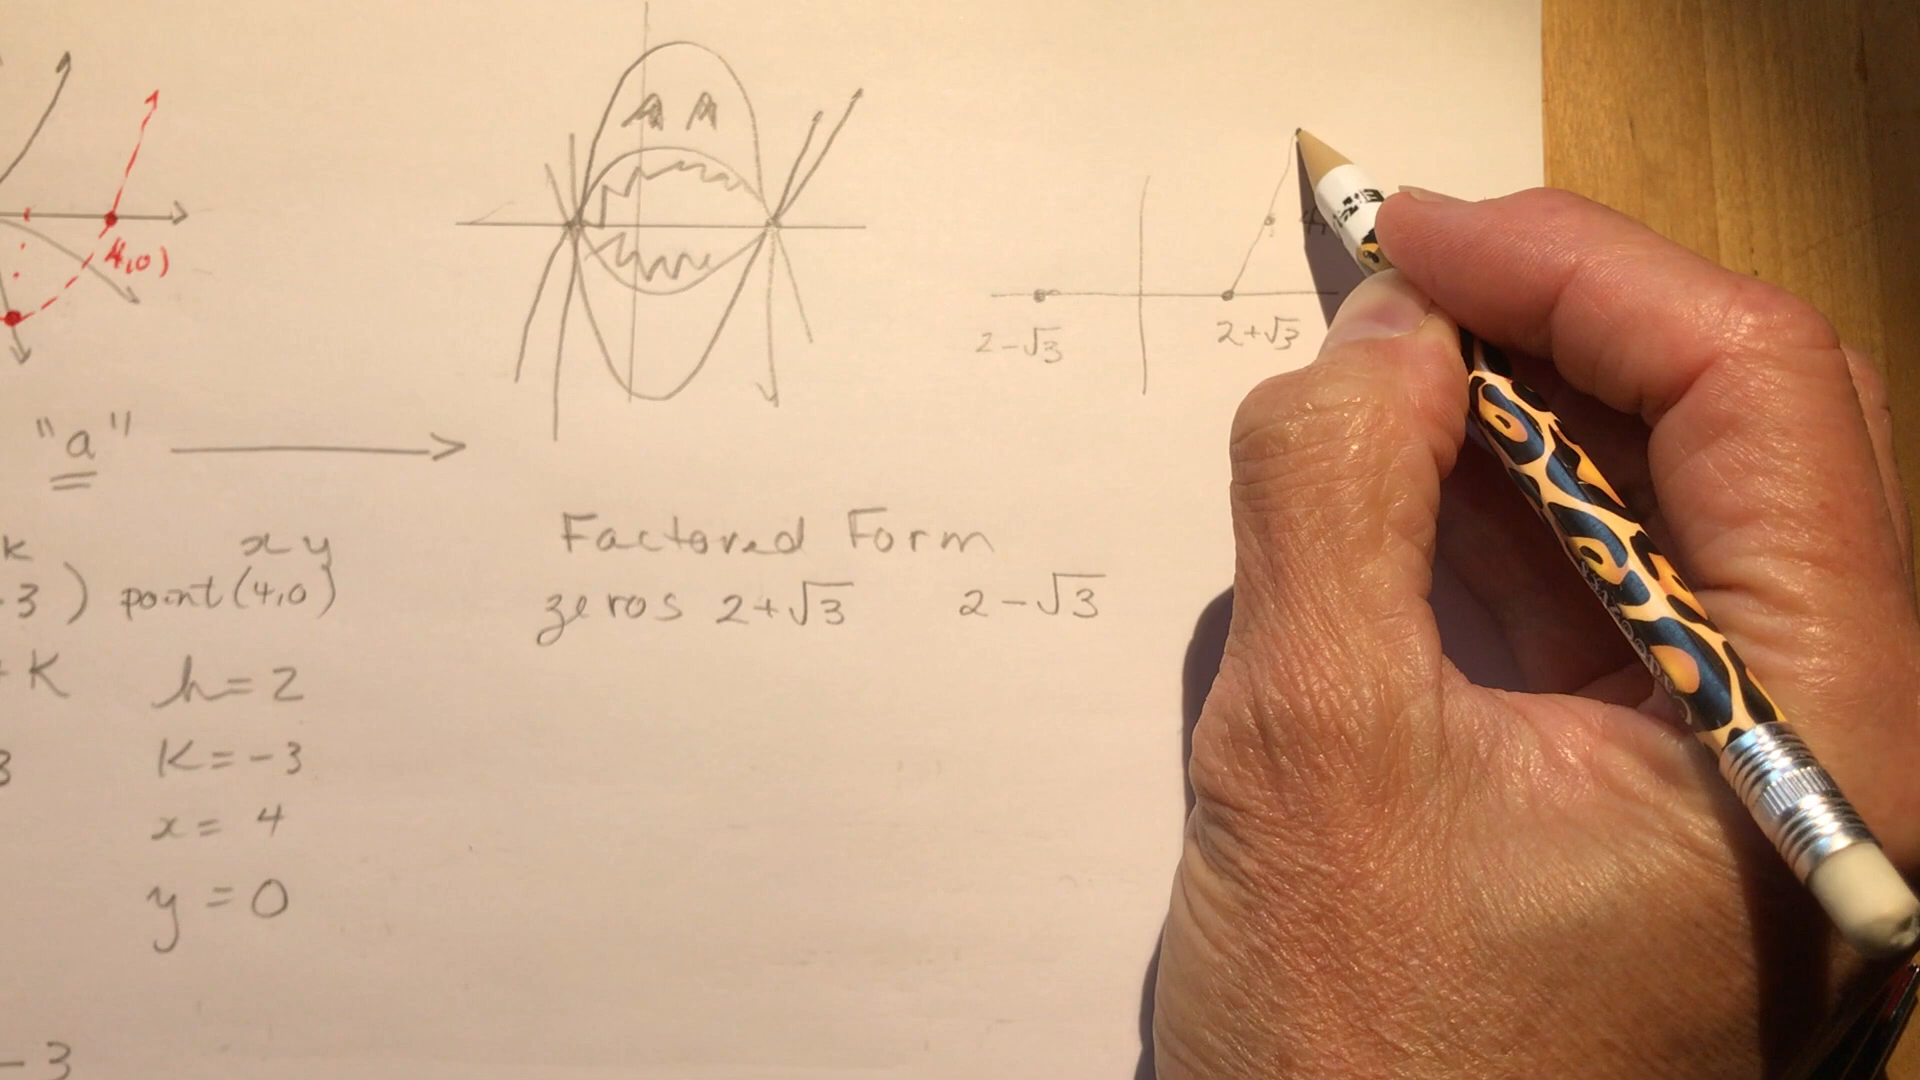 4,0)
2-√3
2+√3
"a"
k
x y
3) point (4,0)
Factored Form
zeros 2+√3 2-√3
+ K
h=2
K=-3
3
x= 4
y=0
-3